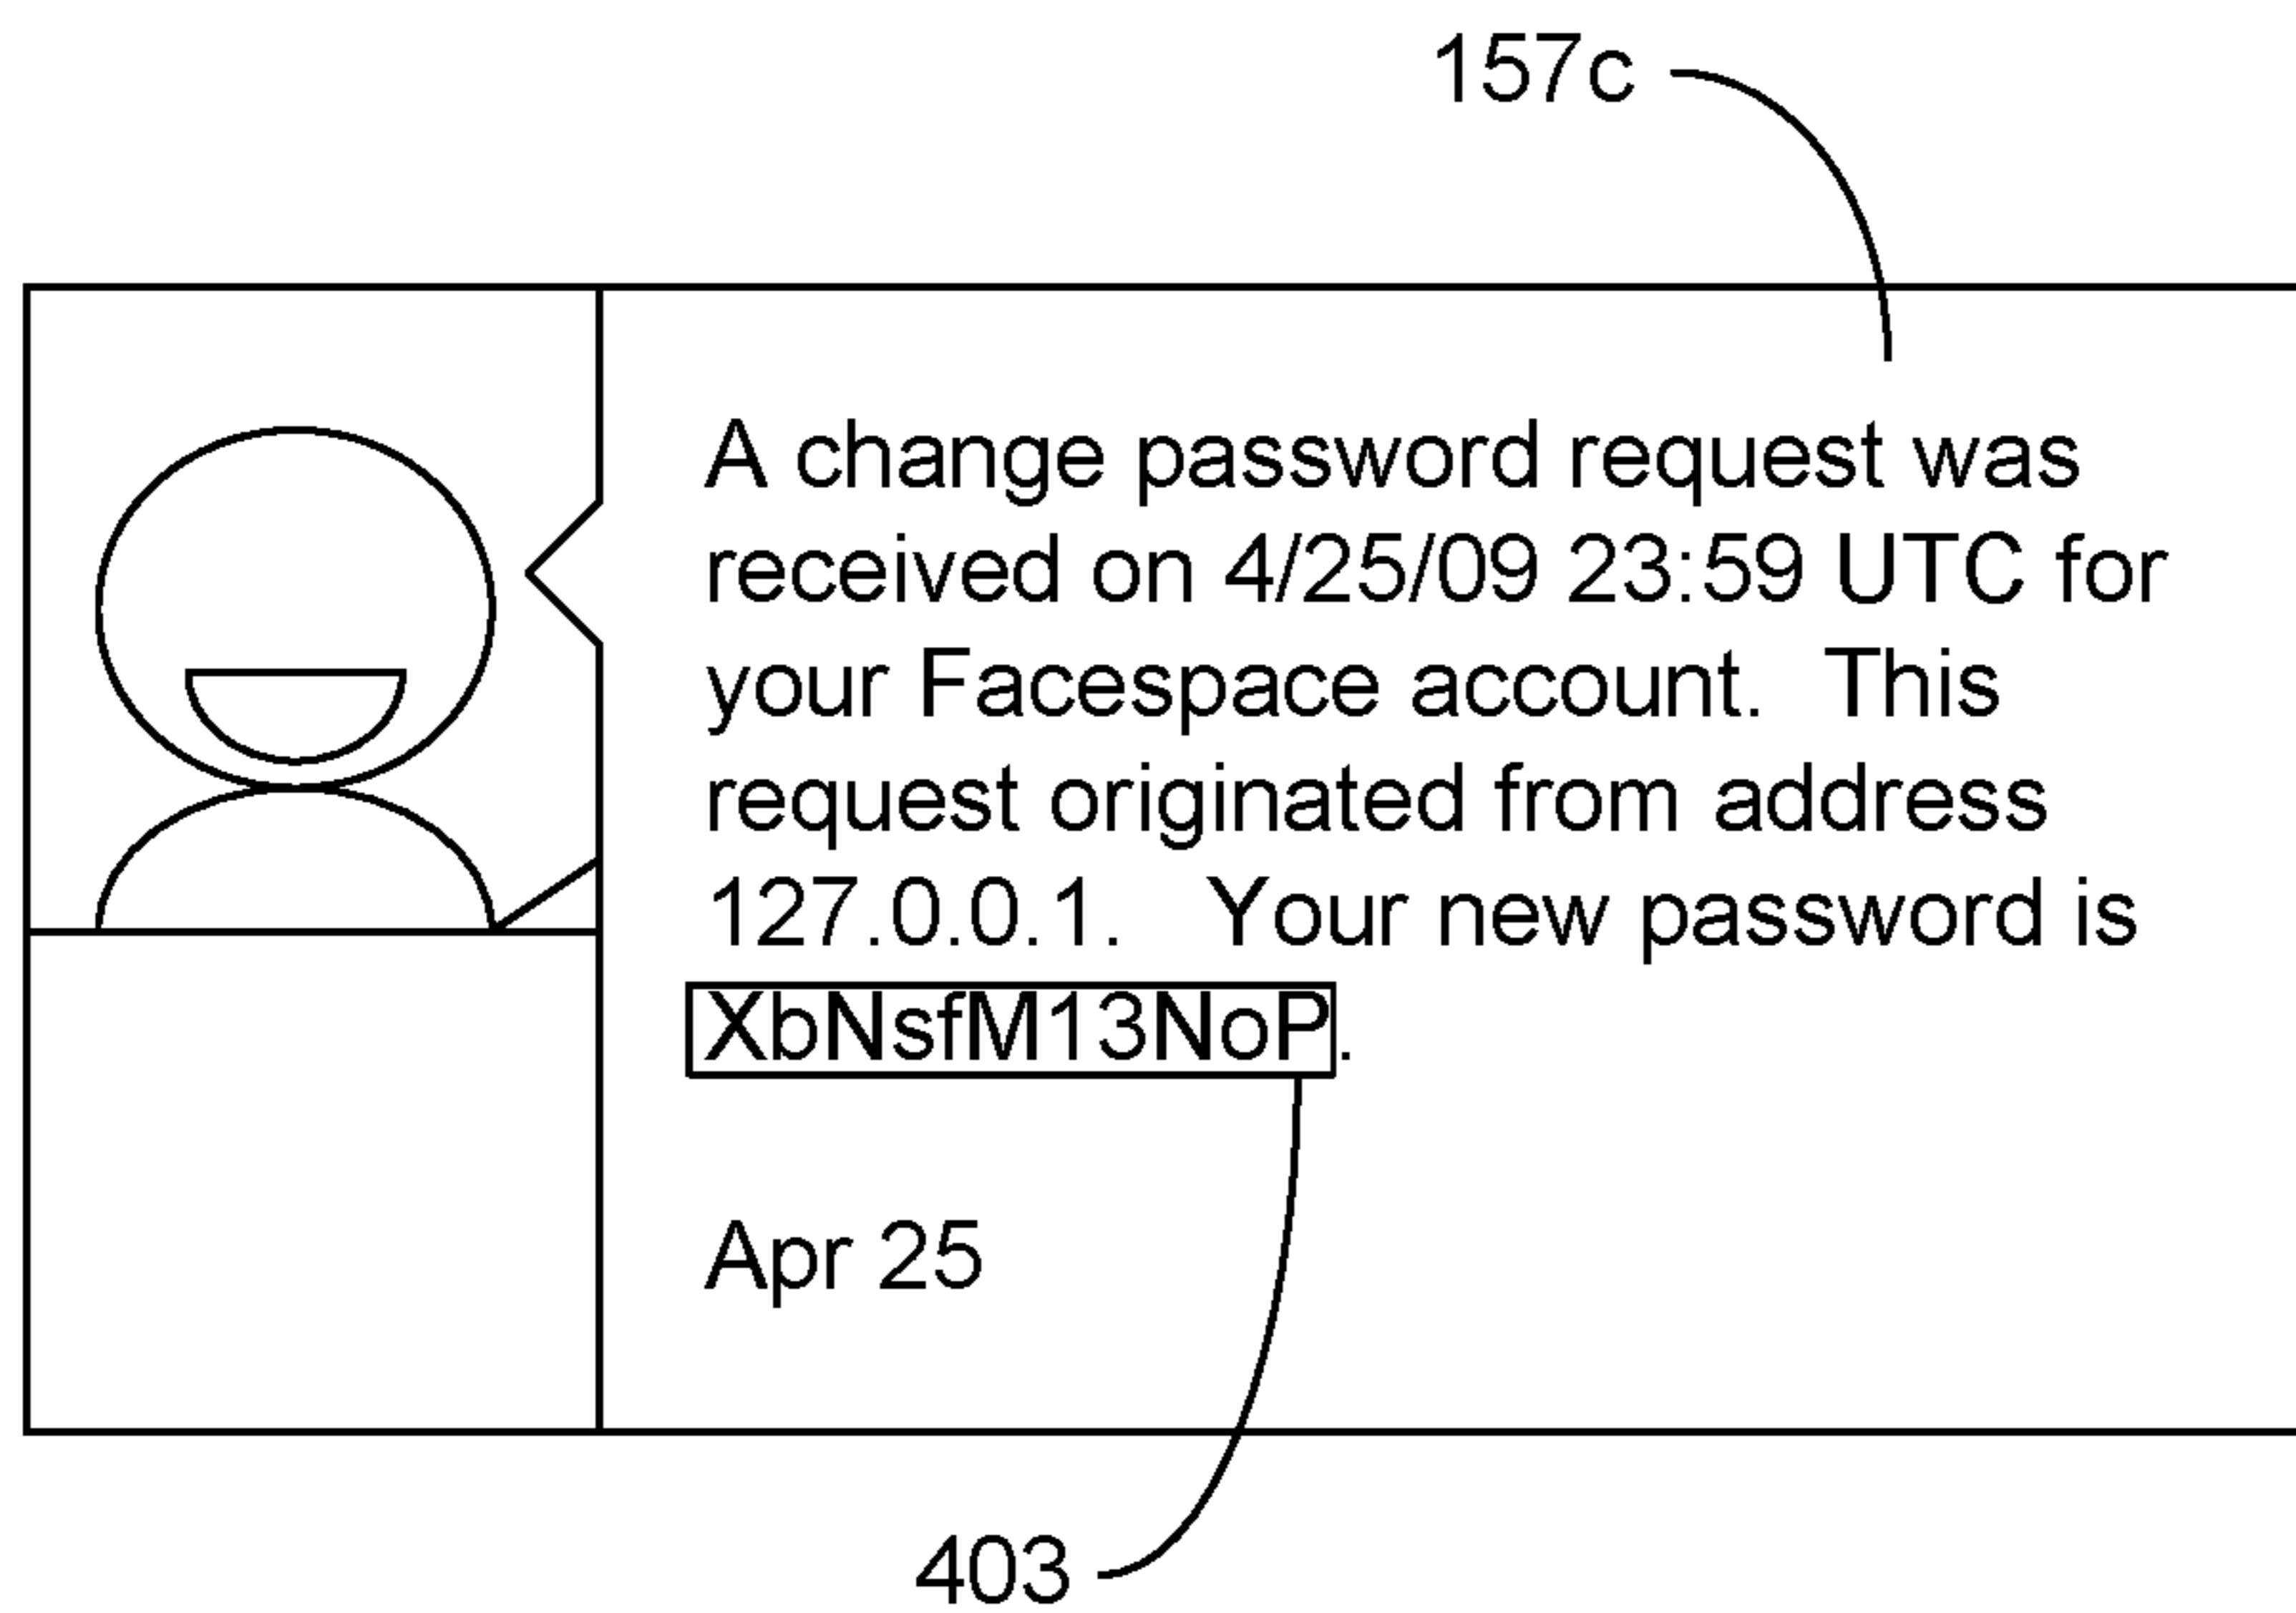 157c
A change password request was
received on 4/25/09 23:59 UTC for
your Facespace account.  This
request originated from address
127.0.0.1.  Your new password is
XbNsfM13NoP.
Apr 25
403